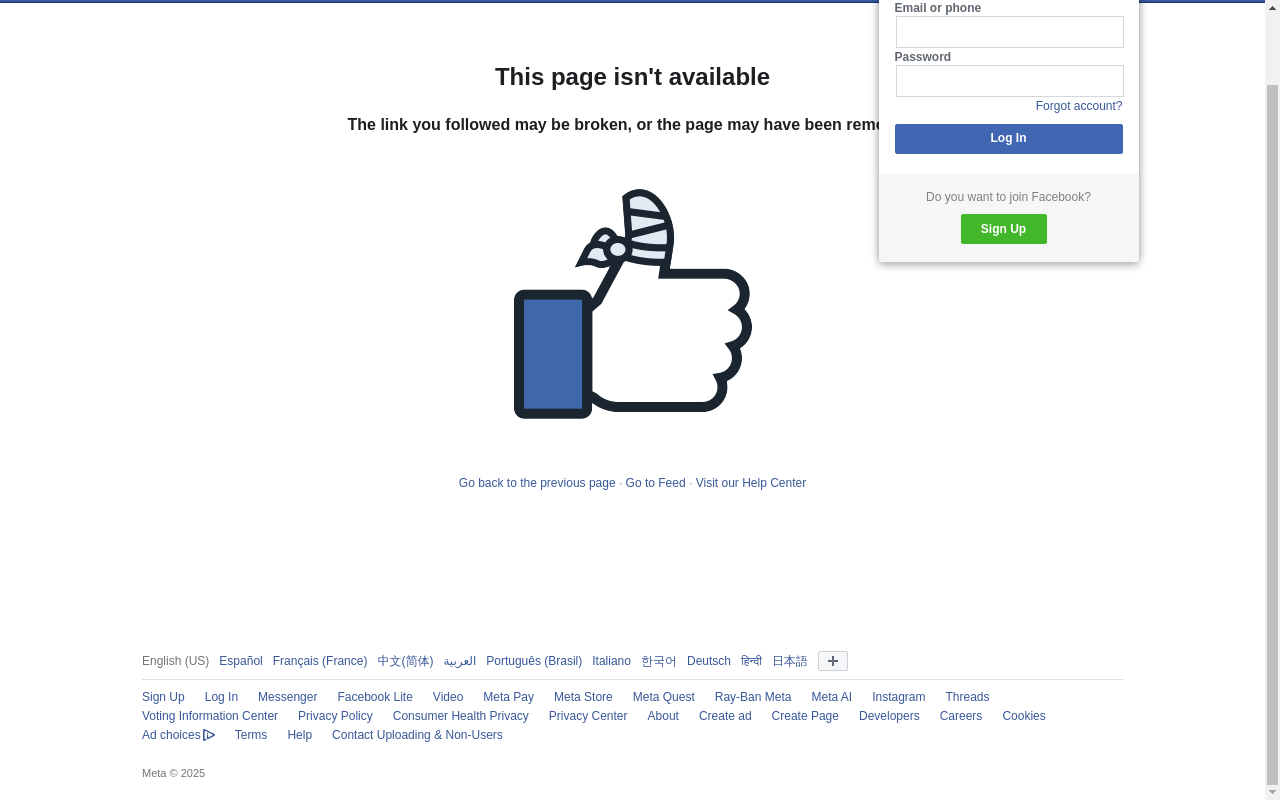 Email or phone
Password
Forgot account?
Log In
Do you want to join Facebook?
Sign Up
This page isn't available
The link you followed may be broken, or the page may have been
Go back to the previous page · Go to Feed · Visit our Help Center
English (US) Español Français (France) 中文(简体) العربية Português (Brasil) Italiano 한국어 Deutsch हिन्दी 日本語
Sign Up Log In Messenger Facebook Lite Video Meta Pay Meta Store Meta Quest Ray-Ban Meta Meta AI Instagram Threads
Voting Information Center Privacy Policy Consumer Health Privacy Privacy Center About Create ad Create Page Developers Careers Cookies
Ad choices Terms Help Contact Uploading & Non-Users
Meta © 2025